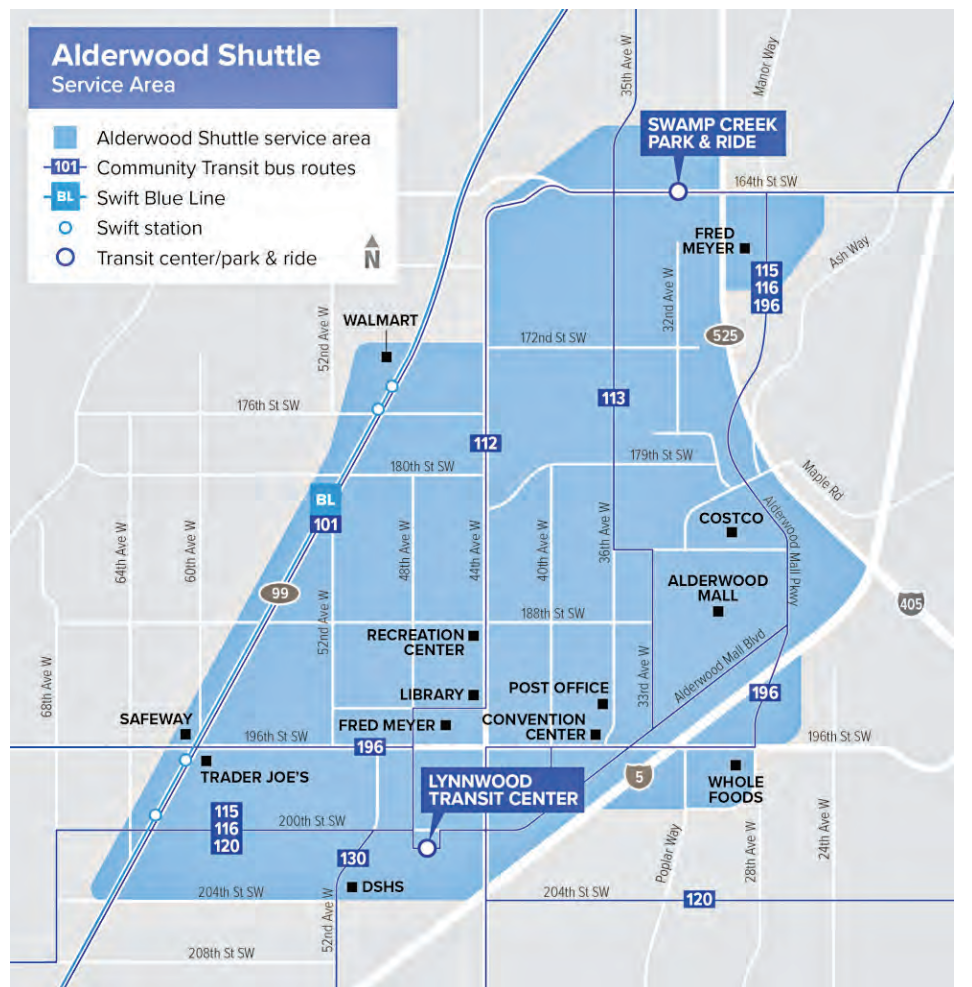 Alderwood Shuttle
Service Area
Alderwood Shuttle service area
101 Community Transit bus routes
BL Swift Blue Line
Swift station
Transit center/park & ride
N
35th Ave W
Manor Way
SWAMP CREEK
PARK & RIDE
164th St SW
FRED
MEYER
Ash Way
115
116
196
32nd Ave W
52nd Ave W
WALMART
172nd St SW
525
176th St SW
113
112
180th St SW
179th St SW
Maple Rd
BL
101
COSTCO
Alderwood Mall Pkwy
64th Ave W
60th Ave W
48th Ave W
44th Ave W
40th Ave W
36th Ave W
99
ALDERWOOD
MALL
405
52nd Ave W
188th St SW
RECREATION
CENTER
Alderwood Mall Blvd
68th Ave W
33rd Ave W
LIBRARY
POST OFFICE
196
SAFEWAY
FRED MEYER
CONVENTION
CENTER
196th St SW
196
196th St SW
TRADER JOE'S
LYNNWOOD
TRANSIT CENTER
5
WHOLE
FOODS
115
116
120
200th St SW
130
Poplar Way
28th Ave W
24th Ave W
DSHS
204th St SW
52nd Ave W
204th St SW
120
208th St SW